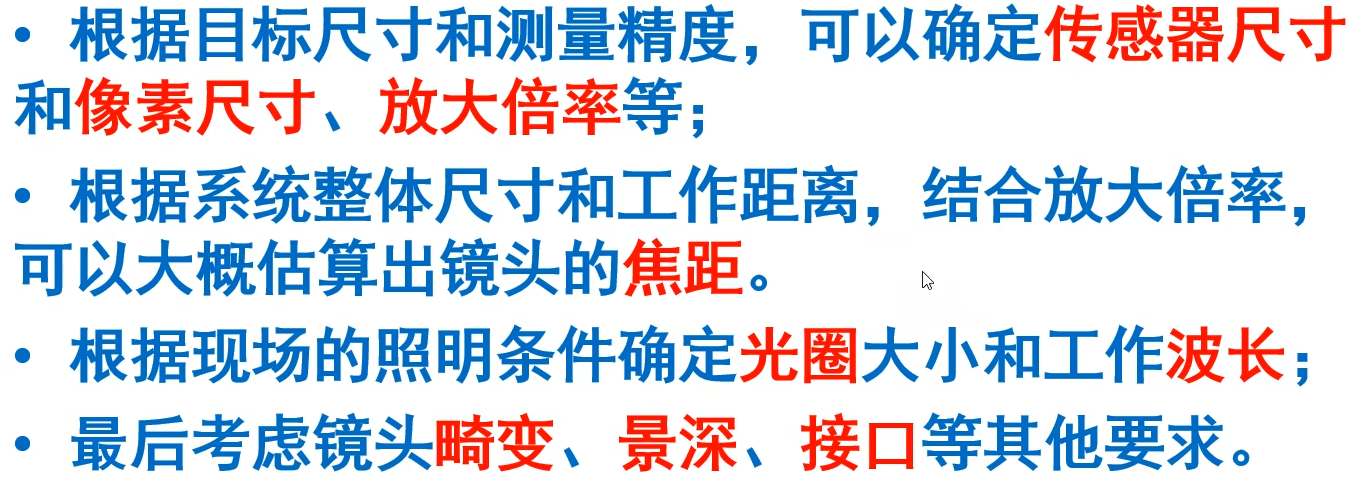 • 根据目标尺寸和测量精度，可以确定传感器尺寸
和像素尺寸、放大倍率等；
• 根据系统整体尺寸和工作距离，结合放大倍率，
可以大概估算出镜头的焦距。
• 根据现场的照明条件确定光圈大小和工作波长；
• 最后考虑镜头畸变、景深、接口等其他要求。